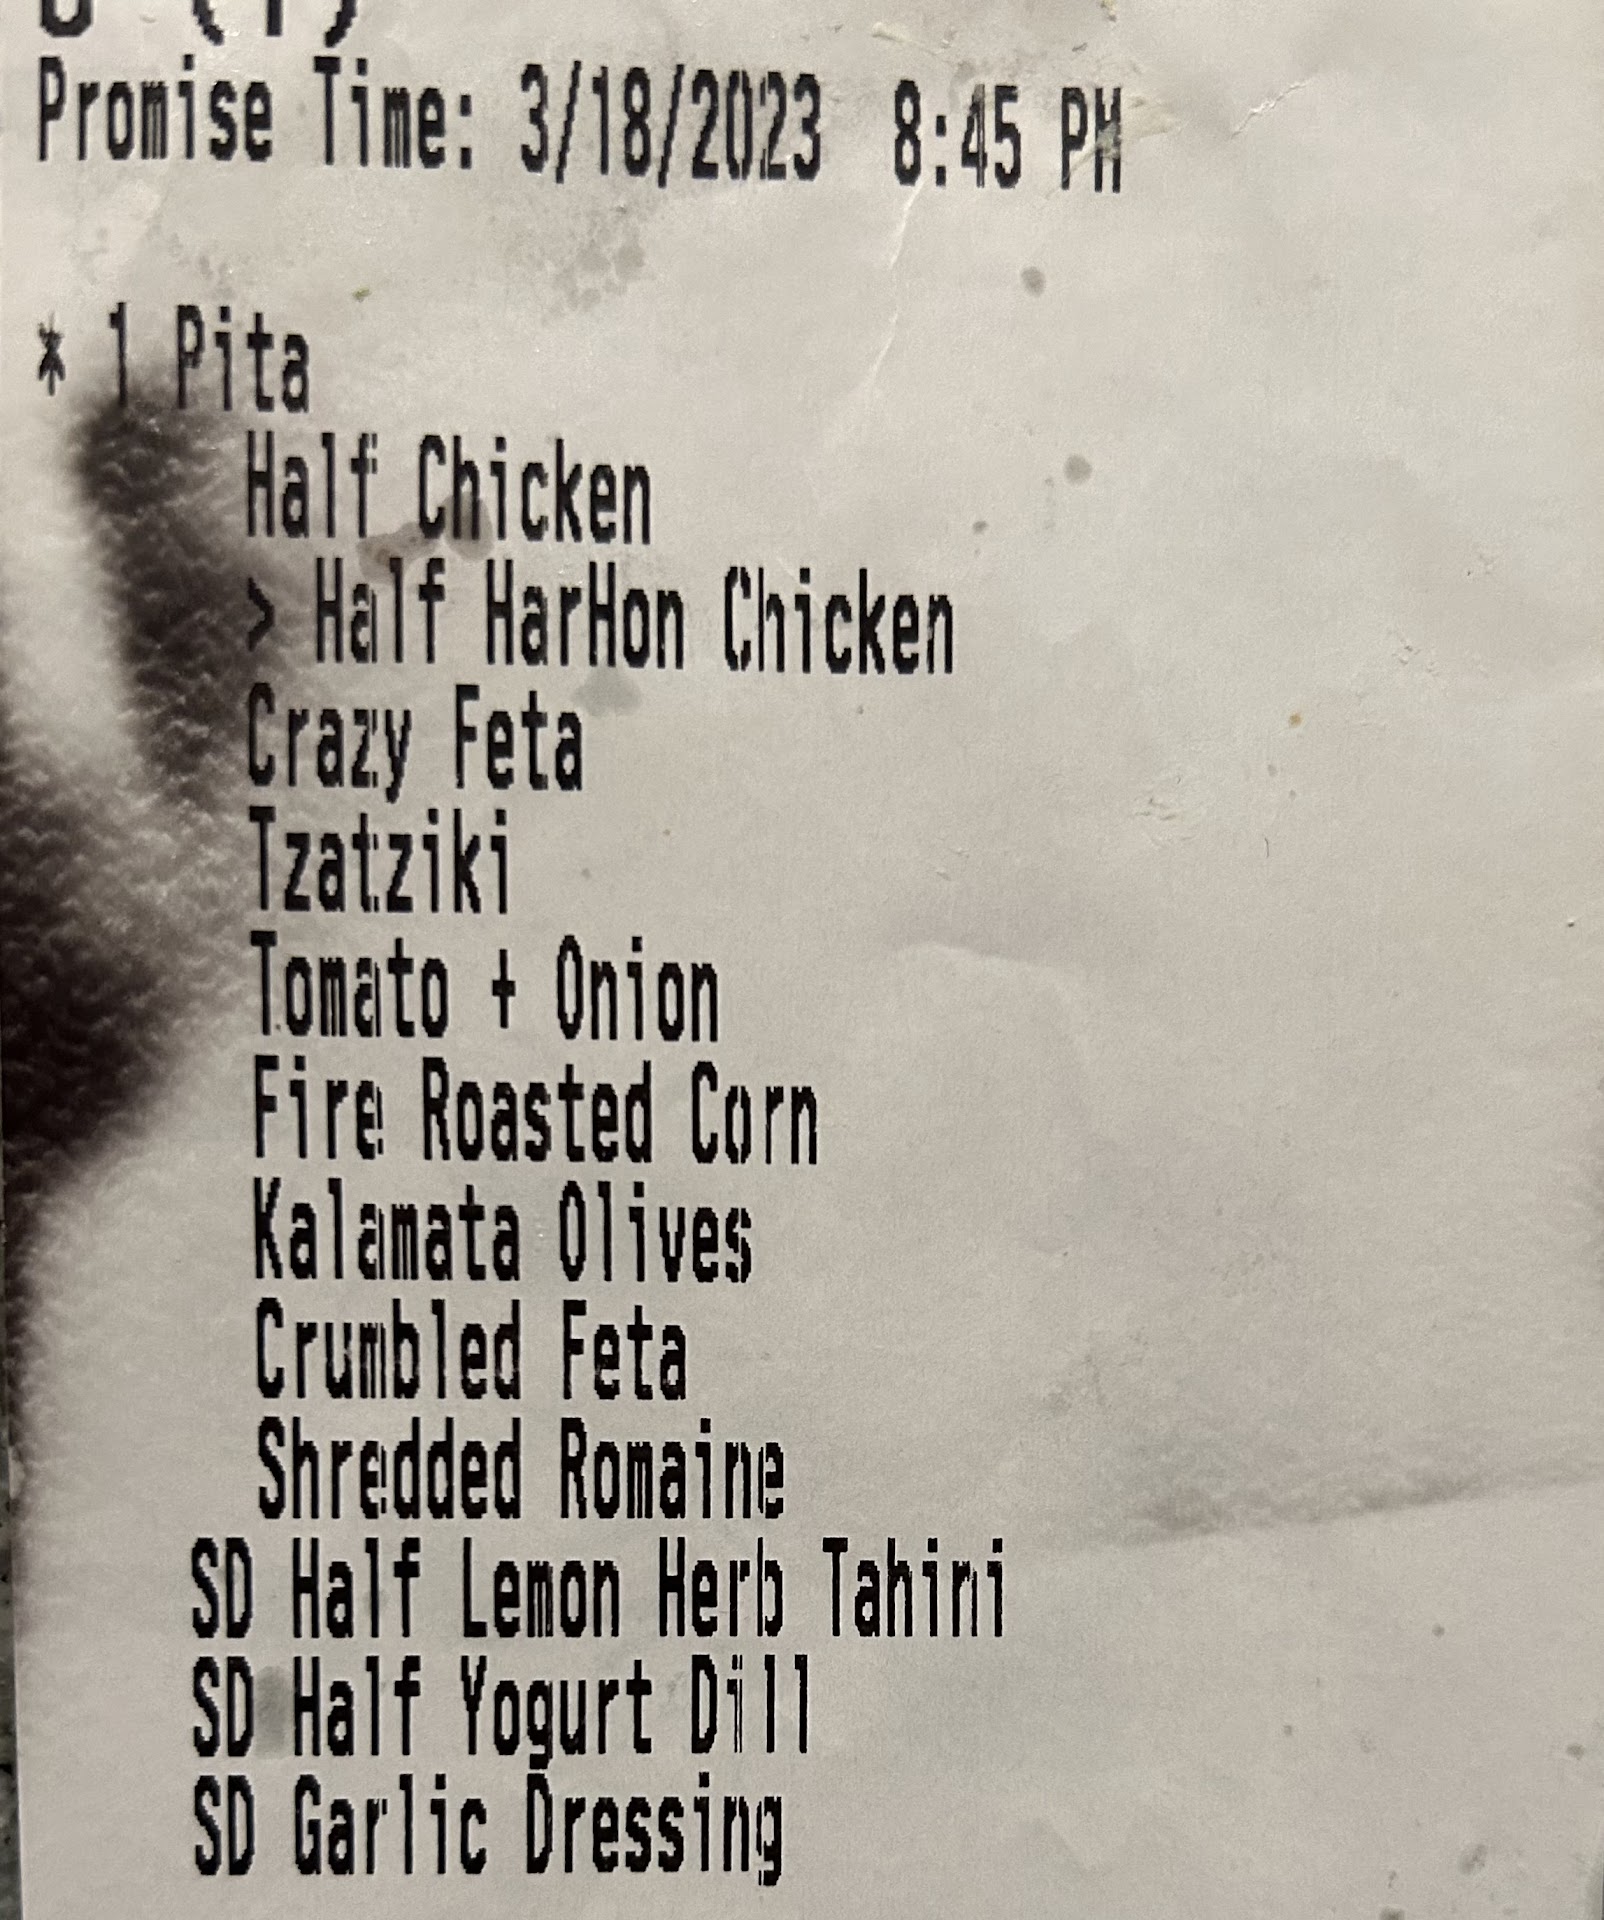 Promise Time: 3/18/2023 8:45 PM
* 1 Pita
Half Chicken
> Half HarHon Chicken
Crazy Feta
Tzatziki
Tomato + Onion
Fire Roasted Corn
Kalamata Olives
Crumbled Feta
Shredded Romaine
SD Half Lemon Herb Tahini
SD Half Yogurt Dill
SD Garlic Dressing